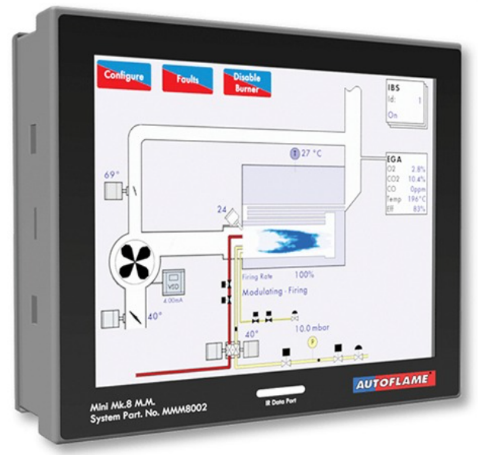 Configure
Faults
Disable
Burner
IBS
Id: 1
On
T 27 °C
EGA
O2 2.8%
CO2 10.4%
CO 0ppm
Temp 196°C
Eff 83%
69°
24
VSD
4.00mA
Firing Rate 100%
Modulating - Firing
40°
40°
10.0 mbar
P
AUTOFLAME
Mini Mk.8 M.M.
System Part. No. MMM8002
IR Data Port